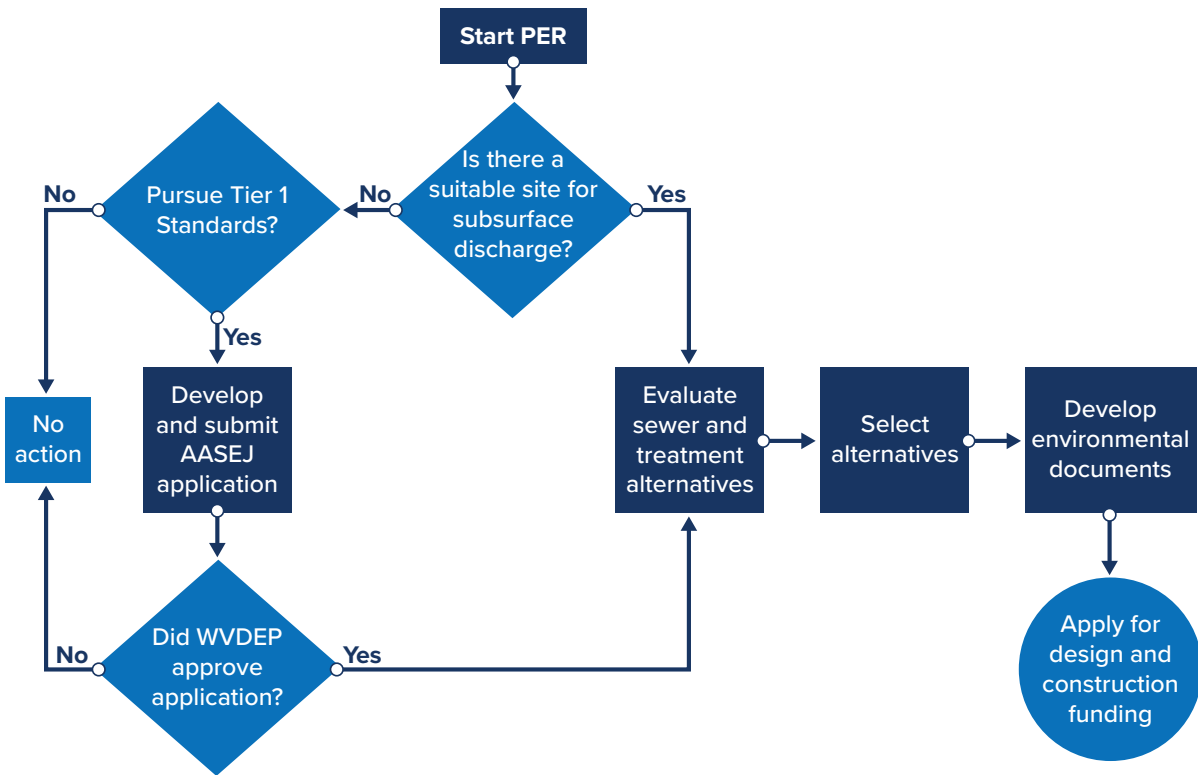 Start PER
Is there a
suitable site for
subsurface
discharge?
No
Yes
Pursue Tier 1
Standards?
No
Yes
No
action
Develop
and submit
AASEJ
application
Did WVDEP
approve
application?
No
Yes
Evaluate
sewer and
treatment
alternatives
Select
alternatives
Develop
environmental
documents
Apply for
design and
construction
funding